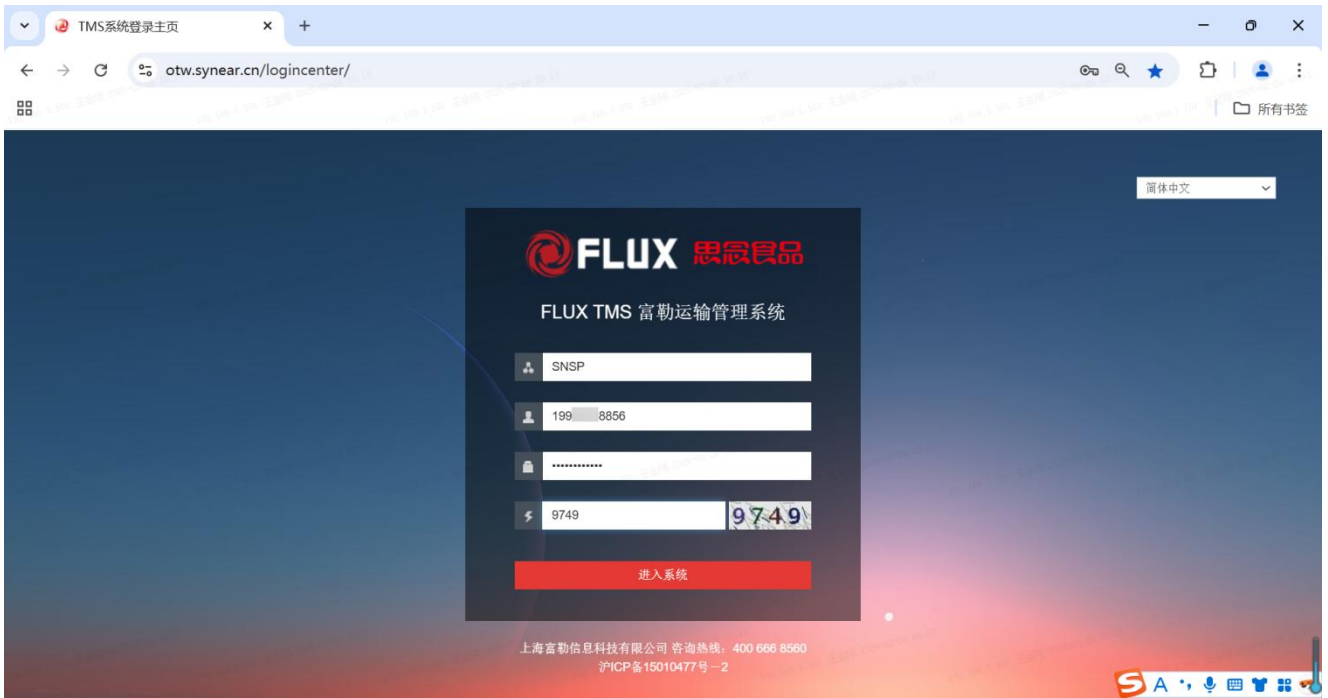 TMS系统登录主页
otw.synear.cn/logincenter/
所有书签
简体中文
FLUX 思念食品
FLUX TMS 富勒运输管理系统
SNSP
199 8856
9749 9749
进入系统
上海富勒信息科技有限公司 咨询热线：400 666 8560
沪ICP备15010477号－2
S A